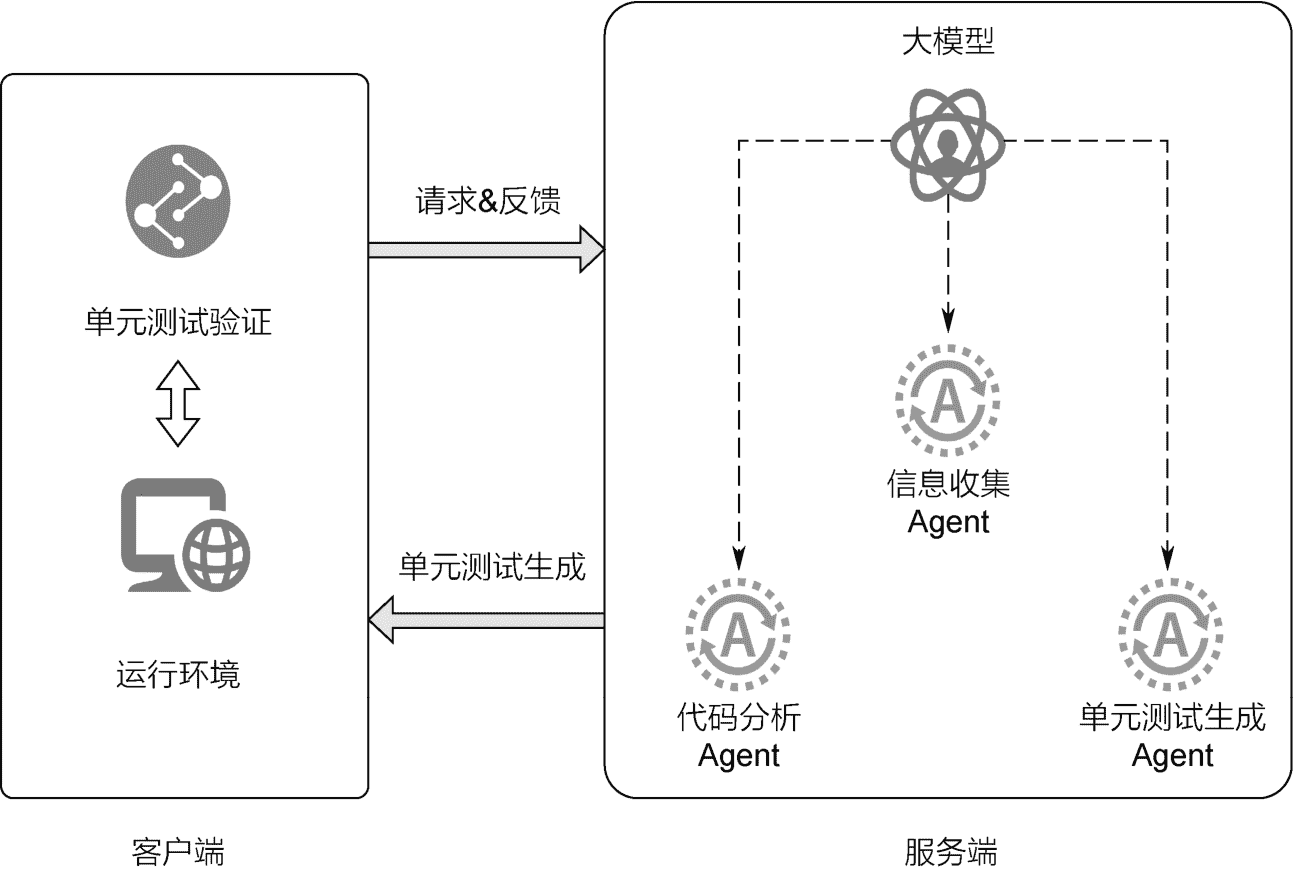 大模型
请求&反馈
单元测试验证
信息收集
Agent
单元测试生成
运行环境
代码分析
Agent
单元测试生成
Agent
客户端
服务端